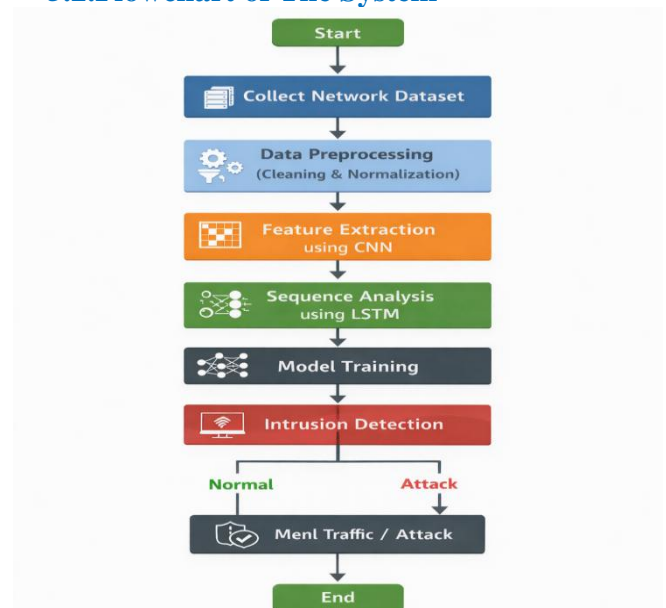 Start
Collect Network Dataset
Data Preprocessing
(Cleaning & Normalization)
Feature Extraction
using CNN
Sequence Analysis
using LSTM
Model Training
Intrusion Detection
Normal Attack
Menl Traffic / Attack
End